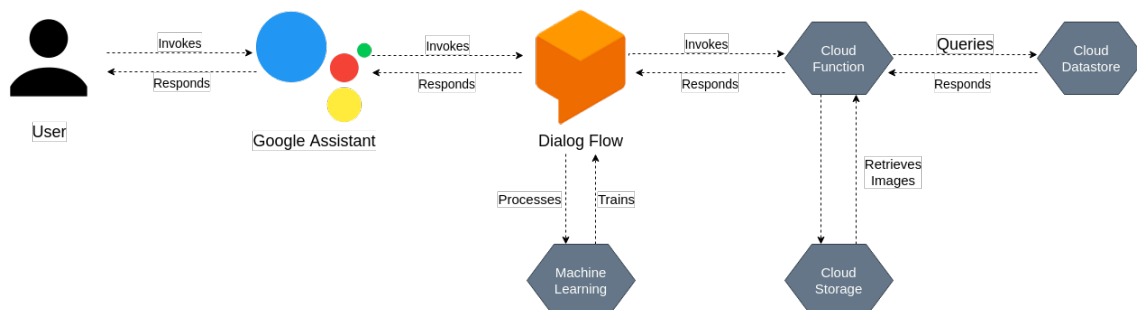 Invokes
Responds
User
Invokes
Responds
Google Assistant
Invokes
Responds
Dialog Flow
Cloud
Function
Queries
Responds
Cloud
Datastore
Processes
Trains
Retrieves
Images
Machine
Learning
Cloud
Storage